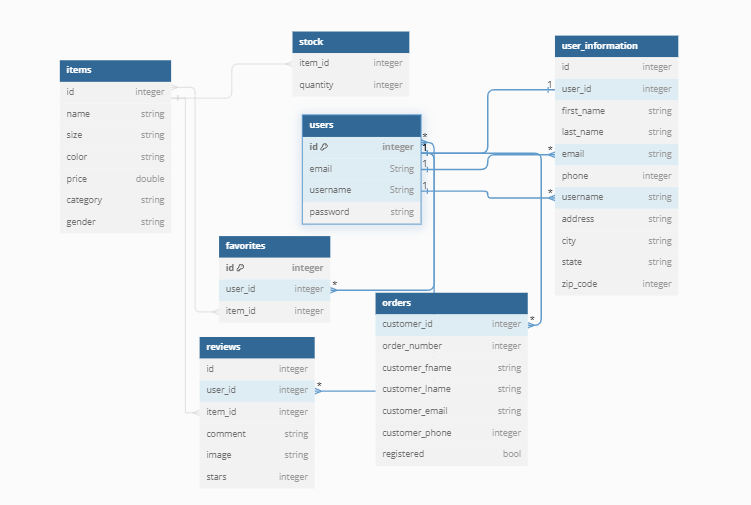 items
id integer
name string
size string
color string
price double
category string
gender string
stock
item_id integer
quantity integer
users
id integer
email String
username String
password string
user_information
id integer
user_id integer
first_name string
last_name string
email string
phone integer
username string
address string
city string
state string
zip_code integer
favorites
id integer
user_id integer
item_id integer
orders
customer_id integer
order_number integer
customer_fname string
customer_lname string
customer_email string
customer_phone integer
registered bool
reviews
id integer
user_id integer
item_id integer
comment string
image string
stars integer
*
1
1
1
1
*
*
*
*
*